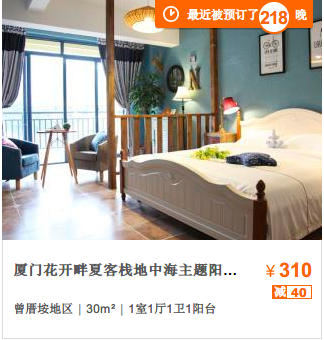 最近被预订了218晚
厦门花开畔夏客栈地中海主题阳... ¥310
减40
曾厝垵地区 | 30m² | 1室1厅1卫1阳台